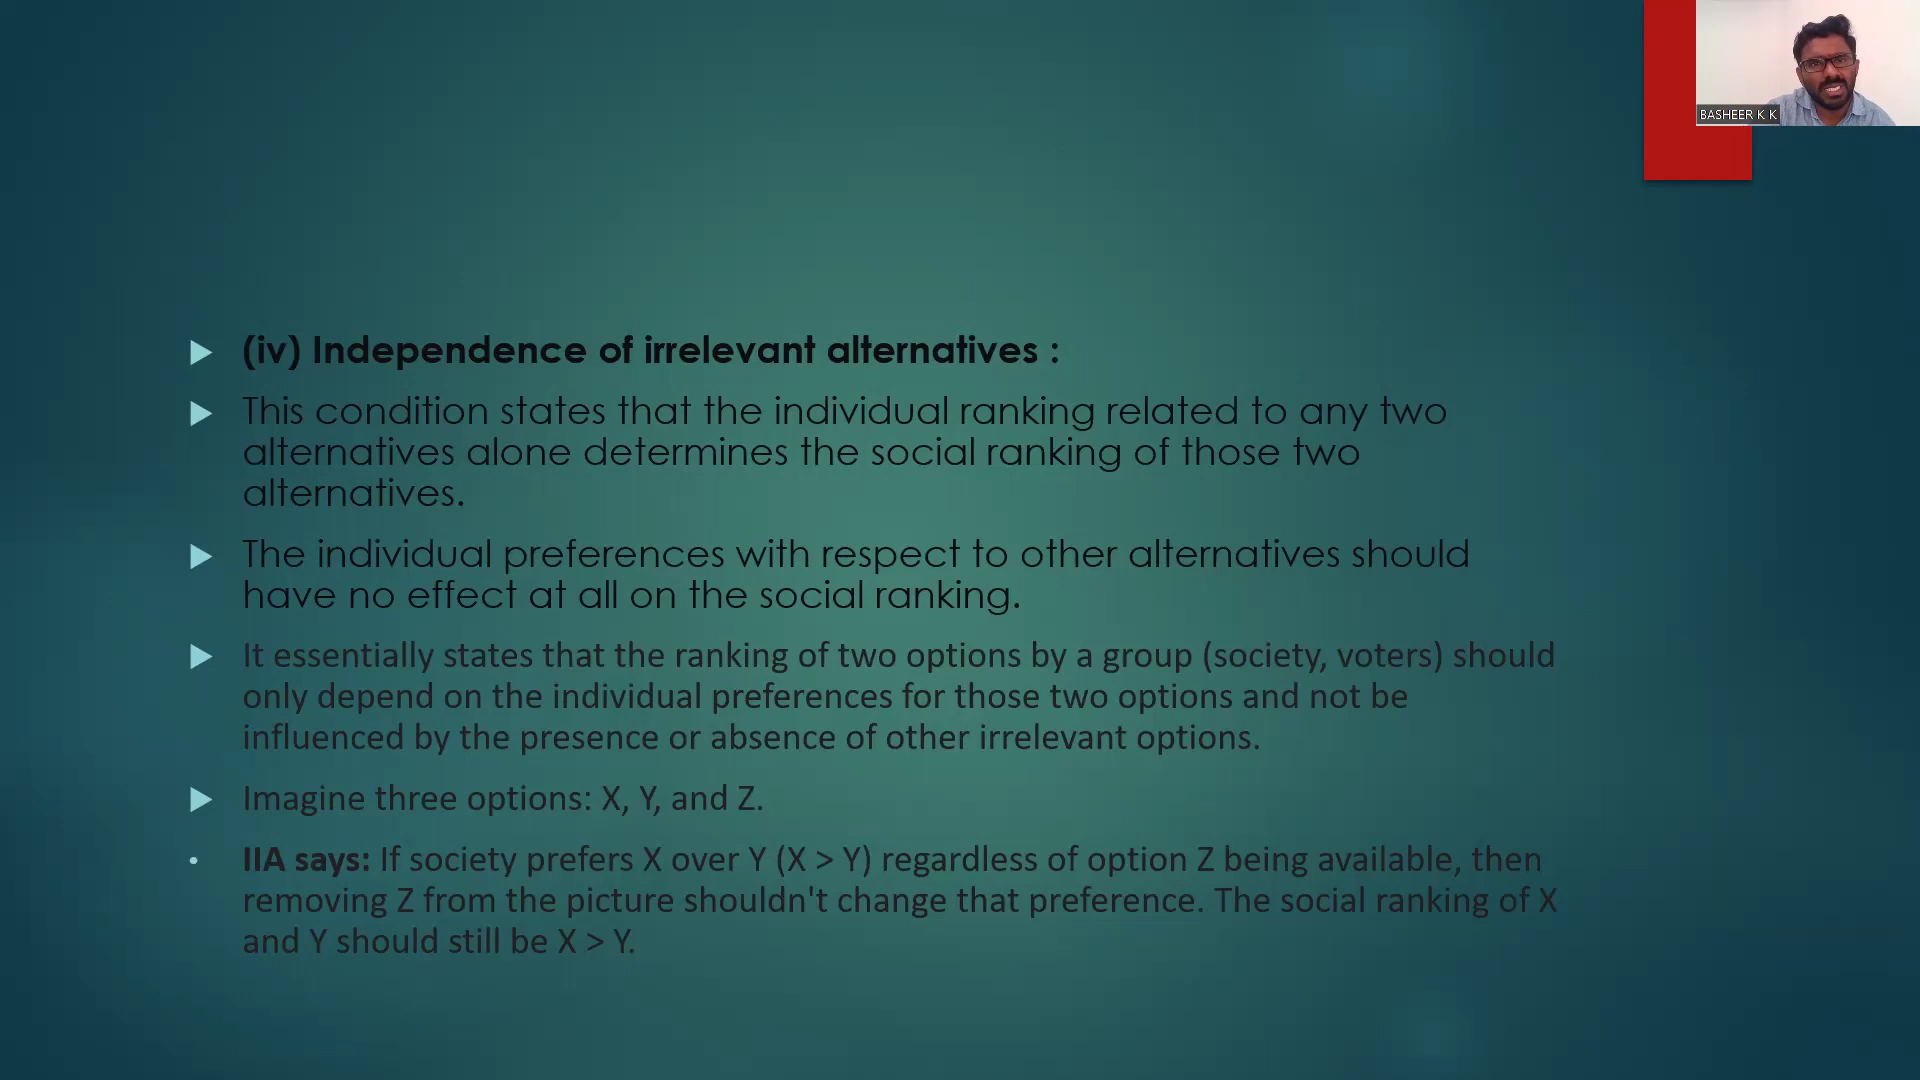 BASHEER K K
(iv) Independence of irrelevant alternatives :
This condition states that the individual ranking related to any two
alternatives alone determines the social ranking of those two
alternatives.
The individual preferences with respect to other alternatives should
have no effect at all on the social ranking.
It essentially states that the ranking of two options by a group (society, voters) should
only depend on the individual preferences for those two options and not be
influenced by the presence or absence of other irrelevant options.
Imagine three options: X, Y, and Z.
IIA says: If society prefers X over Y (X > Y) regardless of option Z being available, then
removing Z from the picture shouldn't change that preference. The social ranking of X
and Y should still be X > Y.